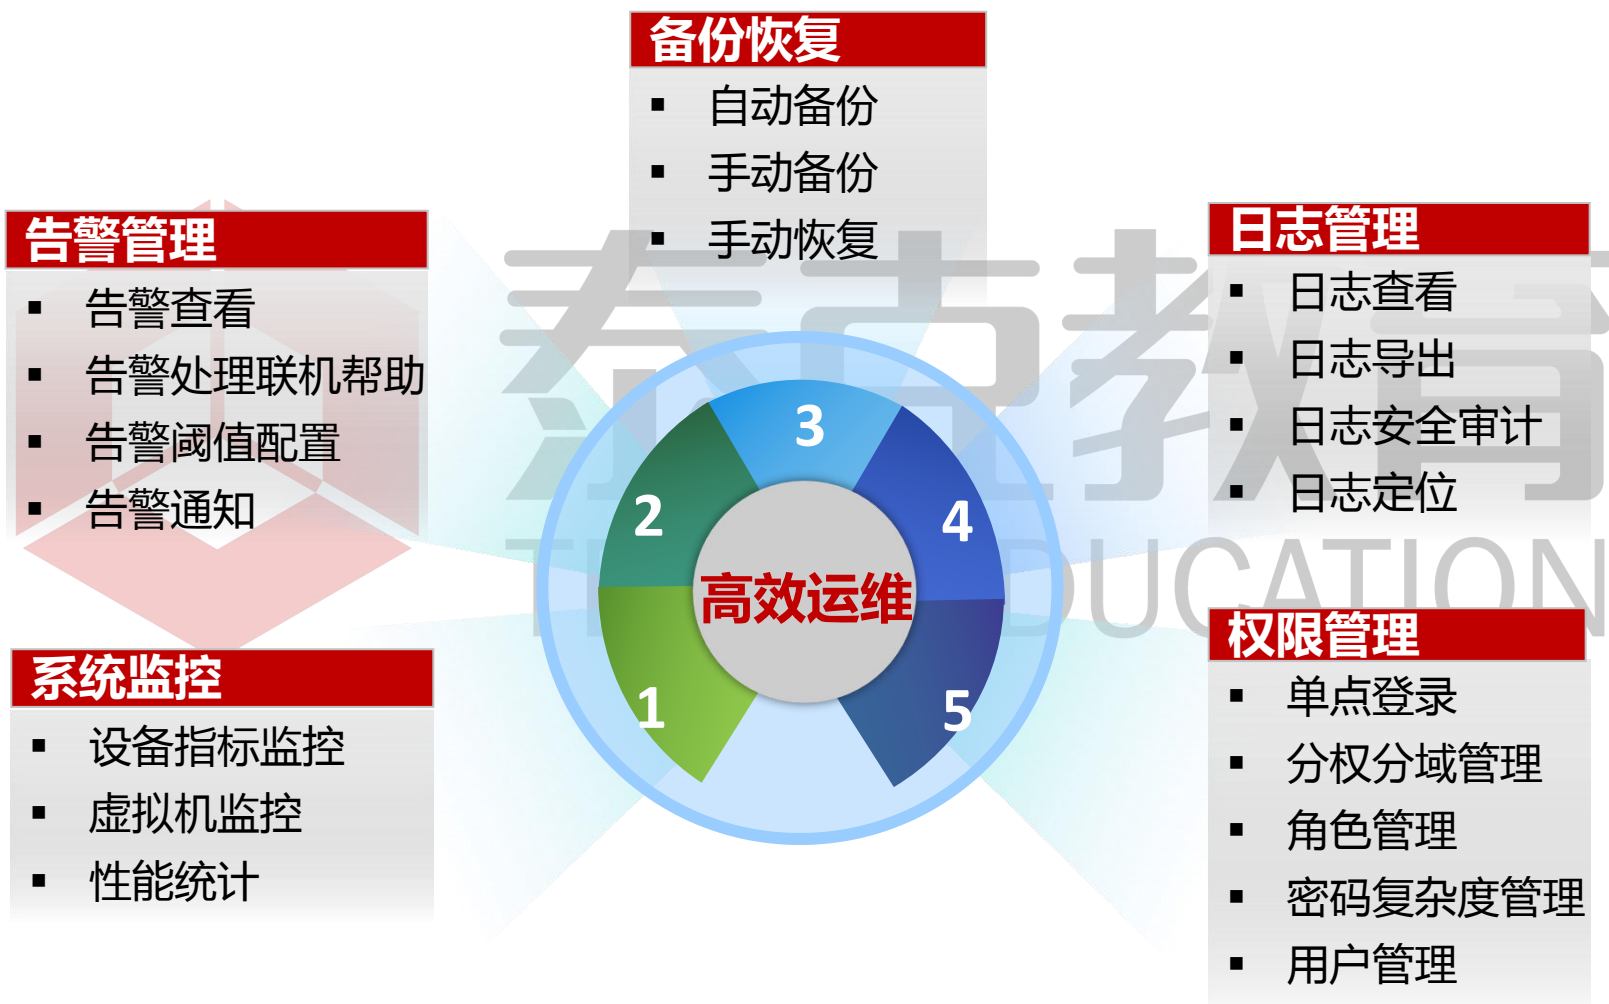 备份恢复
▪ 自动备份
▪ 手动备份
▪ 手动恢复
告警管理
▪ 告警查看
▪ 告警处理联机帮助
▪ 告警阈值配置
▪ 告警通知
日志管理
▪ 日志查看
▪ 日志导出
▪ 日志安全审计
▪ 日志定位
系统监控
▪ 设备指标监控
▪ 虚拟机监控
▪ 性能统计
权限管理
▪ 单点登录
▪ 分权分域管理
▪ 角色管理
▪ 密码复杂度管理
▪ 用户管理
高效运维
1
2
3
4
5
泰克教育
EDUCATION